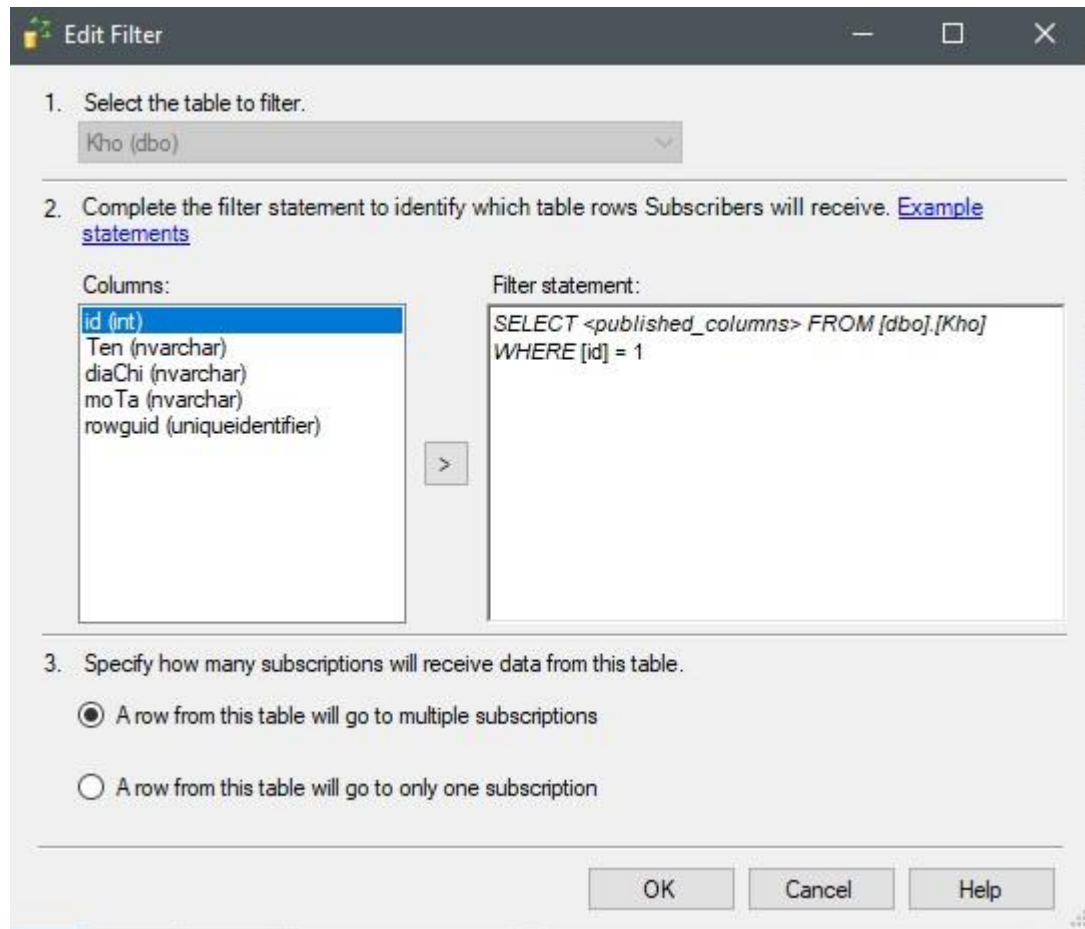 Edit Filter
1. Select the table to filter.
Kho (dbo)
2. Complete the filter statement to identify which table rows Subscribers will receive. Example
statements
Columns:
id (int)
Ten (nvarchar)
diaChi (nvarchar)
moTa (nvarchar)
rowguid (uniqueidentifier)
>
Filter statement:
SELECT <published_columns> FROM [dbo].[Kho]
WHERE [id] = 1
3. Specify how many subscriptions will receive data from this table.
A row from this table will go to multiple subscriptions
A row from this table will go to only one subscription
OK Cancel Help